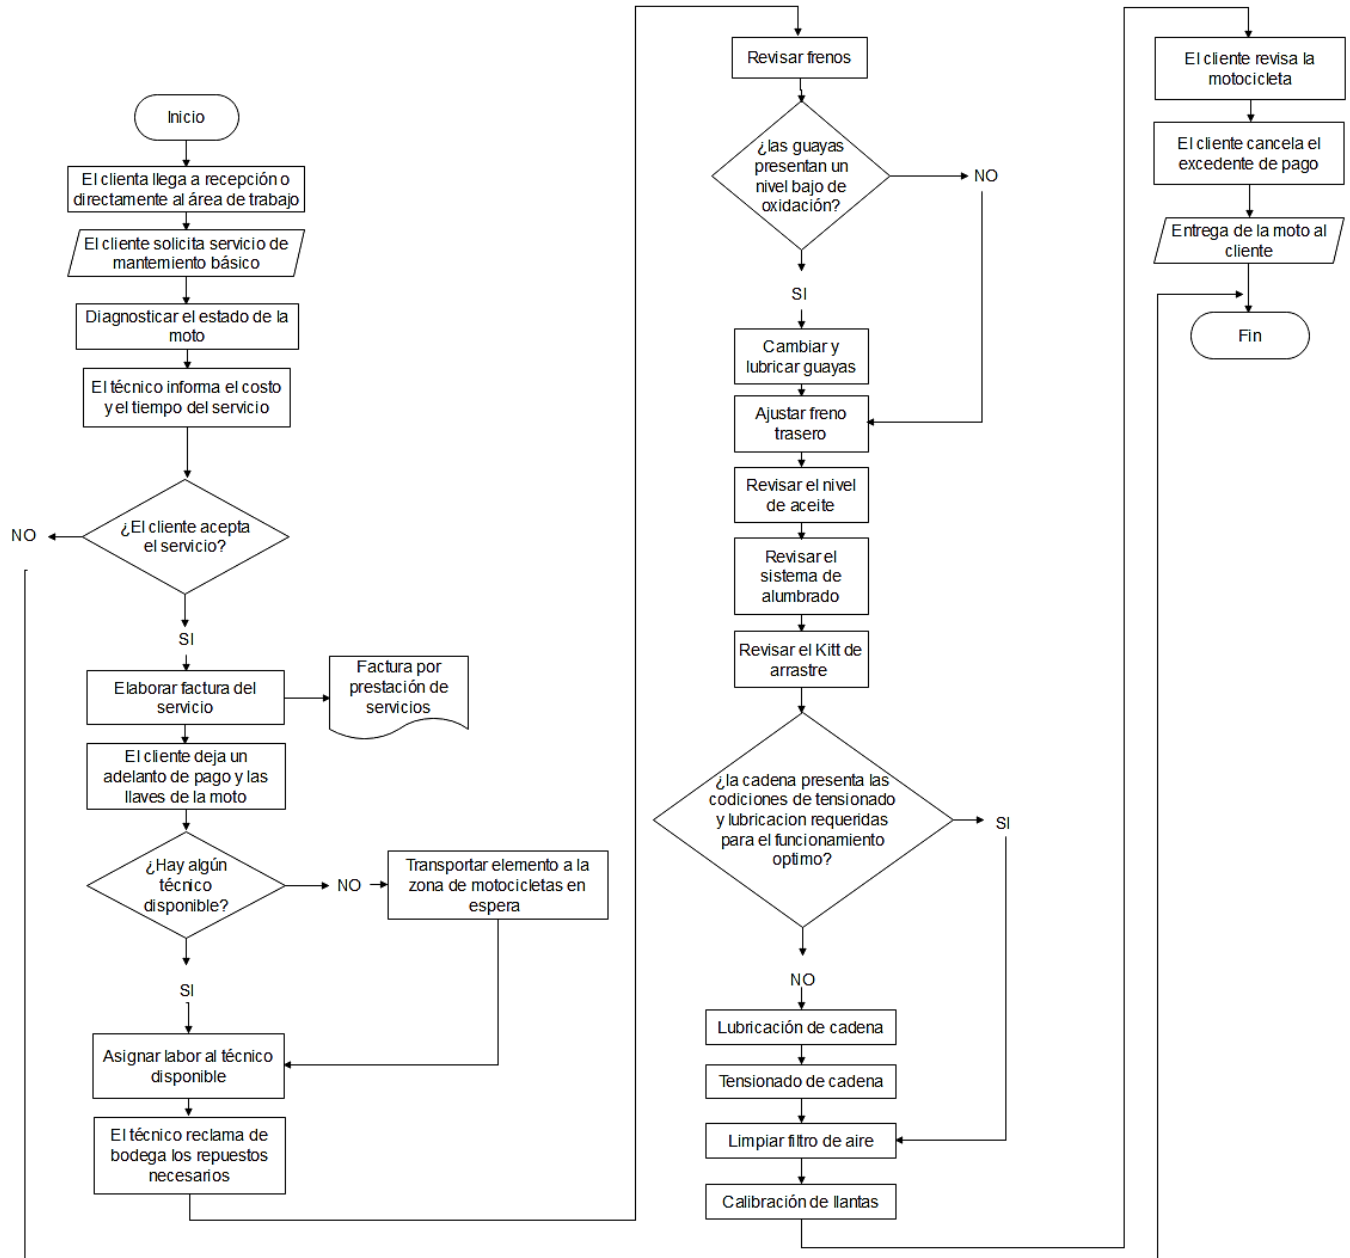 Inicio
El clienta llega a recepción o
directamente al área de trabajo
El cliente solicita servicio de
mantemiento básico
Diagnosticar el estado de la
moto
El técnico informa el costo
y el tiempo del servicio
¿El cliente acepta
el servicio?
NO
SI
Elaborar factura del
servicio
Factura por
prestación de
servicios
El cliente deja un
adelanto de pago y las
llaves de la moto
¿Hay algún
técnico
disponible?
NO
Transportar elemento a la
zona de motocicletas en
espera
SI
Asignar labor al técnico
disponible
El técnico reclama de
bodega los repuestos
necesarios
Revisar frenos
¿las guayas
presentan un
nivel bajo de
oxidación?
NO
SI
Cambiar y
lubricar guayas
Ajustar freno
trasero
Revisar el nivel
de aceite
Revisar el
sistema de
alumbrado
Revisar el Kitt de
arrastre
¿la cadena presenta las
codiciones de tensionado
y lubricacion requeridas
para el funcionamiento
optimo?
SI
NO
Lubricación de cadena
Tensionado de cadena
Limpiar filtro de aire
Calibración de llantas
El cliente revisa la
motocicleta
El cliente cancela el
excedente de pago
Entrega de la moto al
cliente
Fin